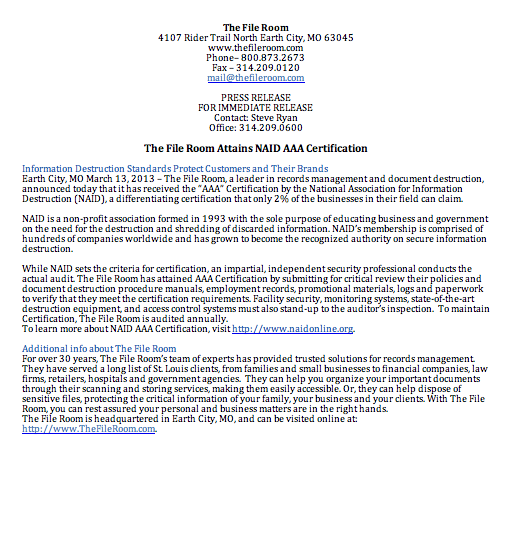 The File Room
4107 Rider Trail North Earth City, MO 63045
www.thefileroom.com
Phone– 800.873.2673
Fax – 314.209.0120
mail@thefileroom.com
PRESS RELEASE
FOR IMMEDIATE RELEASE
Contact: Steve Ryan
Office: 314.209.0600
The File Room Attains NAID AAA Certification
Information Destruction Standards Protect Customers and Their Brands
Earth City, MO March 13, 2013 – The File Room, a leader in records management and document destruction,
announced today that it has received the “AAA” Certification by the National Association for Information
Destruction (NAID), a differentiating certification that only 2% of the businesses in their field can claim.
NAID is a non-profit association formed in 1993 with the sole purpose of educating business and government
on the need for the destruction and shredding of discarded information. NAID’s membership is comprised of
hundreds of companies worldwide and has grown to become the recognized authority on secure information
destruction.
While NAID sets the criteria for certification, an impartial, independent security professional conducts the
actual audit. The File Room has attained AAA Certification by submitting for critical review their policies and
document destruction procedure manuals, employment records, promotional materials, logs and paperwork
to verify that they meet the certification requirements. Facility security, monitoring systems, state-of-the-art
destruction equipment, and access control systems must also stand-up to the auditor’s inspection. To maintain
Certification, The File Room is audited annually.
To learn more about NAID AAA Certification, visit http://www.naidonline.org.
Additional info about The File Room
For over 30 years, The File Room’s team of experts has provided trusted solutions for records management.
They have served a long list of St. Louis clients, from families and small businesses to financial companies, law
firms, retailers, hospitals and government agencies. They can help you organize your important documents
through their scanning and storing services, making them easily accessible. Or, they can help dispose of
sensitive files, protecting the critical information of your family, your business and your clients. With The File
Room, you can rest assured your personal and business matters are in the right hands.
The File Room is headquartered in Earth City, MO, and can be visited online at:
http://www.TheFileRoom.com.